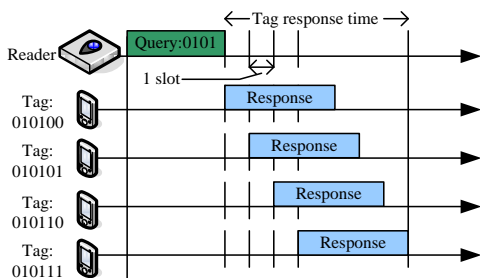 Tag response time
Query:0101
Reader
1 slot
Tag:
010100
Response
Tag:
010101
Response
Tag:
010110
Response
Tag:
010111
Response